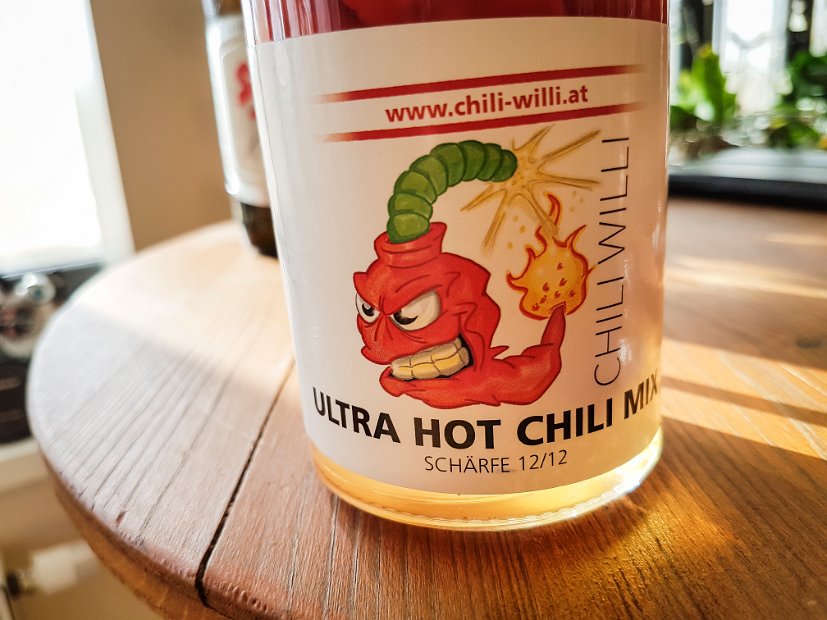 www.chili-willi.at
CHILI WILLI
ULTRA HOT CHILI MIX
SCHÄRFE 12/12